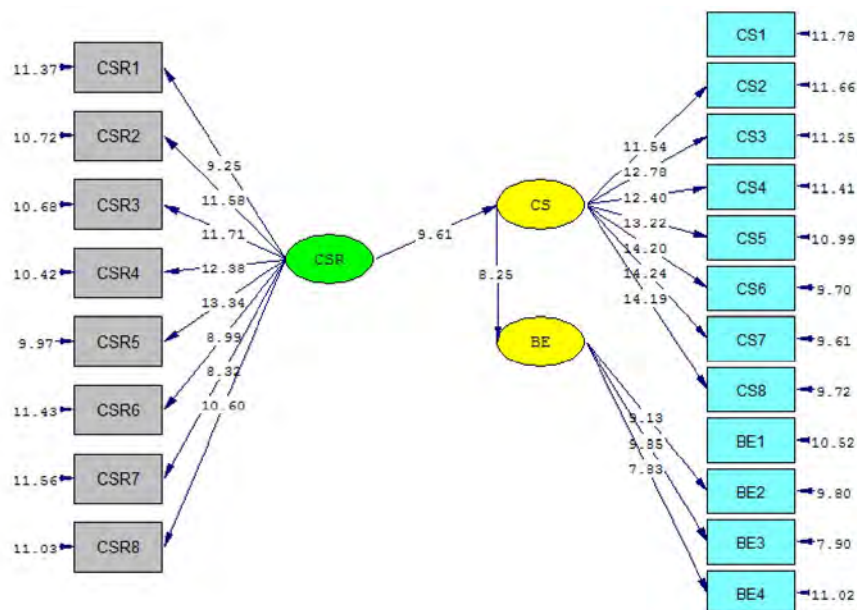 11.37 CSR1
10.72 CSR2
10.68 CSR3
10.42 CSR4
9.97 CSR5
11.43 CSR6
11.56 CSR7
11.03 CSR8
9.25
11.58
11.71
12.38
13.34
8.99
8.32
10.60
CSR
9.61
CS
8.25
BE
11.54
12.78
12.40
13.22
14.20
14.24
14.19
9.13
9.85
7.83
CS1 11.78
CS2 11.66
CS3 11.25
CS4 11.41
CS5 10.99
CS6 9.70
CS7 9.61
CS8 9.72
BE1 10.52
BE2 9.80
BE3 7.90
BE4 11.02